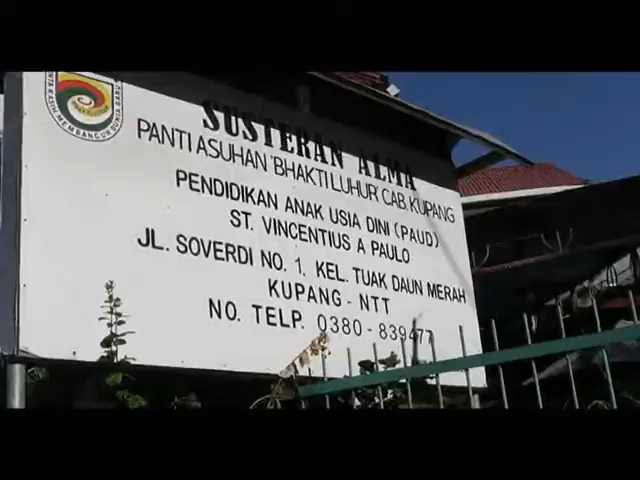 SUSTERAN ALMA
PANTI ASUHAN 'BHAKTI LUHUR' CAB. KUPANG
PENDIDIKAN ANAK USIA DINI (PAUD)
ST. VINCENTIUS A PAULO
JL. SOVERDI NO. 1, KEL. TUAK DAUN MERAH
KUPANG - NTT
NO. TELP. 0380 - 839477